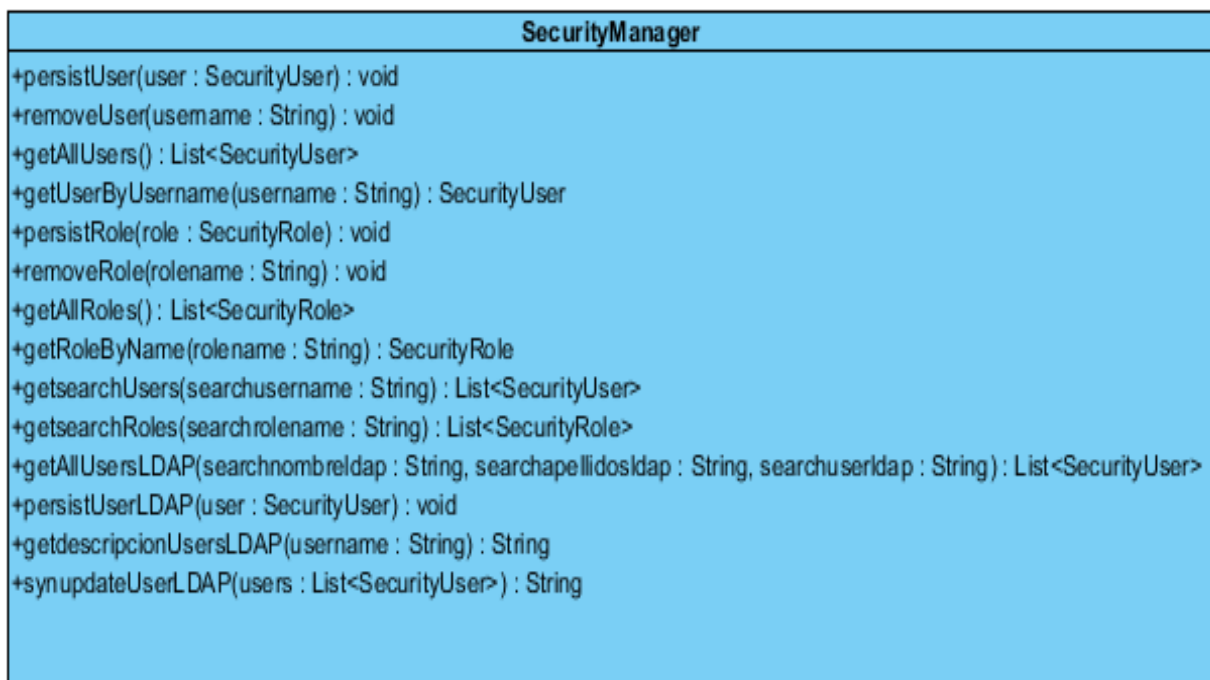 SecurityManager
+persistUser(user : SecurityUser) : void
+removeUser(username : String) : void
+getAllUsers() : List<SecurityUser>
+getUserByUsername(username : String) : SecurityUser
+persistRole(role : SecurityRole) : void
+removeRole(rolename : String) : void
+getAllRoles() : List<SecurityRole>
+getRoleByName(rolename : String) : SecurityRole
+getsearchUsers(searchusername : String) : List<SecurityUser>
+getsearchRoles(searchrolename : String) : List<SecurityRole>
+getAllUsersLDAP(searchnombreldap : String, searchapellidosldap : String, searchuserldap : String) : List<SecurityUser>
+persistUserLDAP(user : SecurityUser) : void
+getdescripcionUsersLDAP(username : String) : String
+synupdateUserLDAP(users : List<SecurityUser>) : String